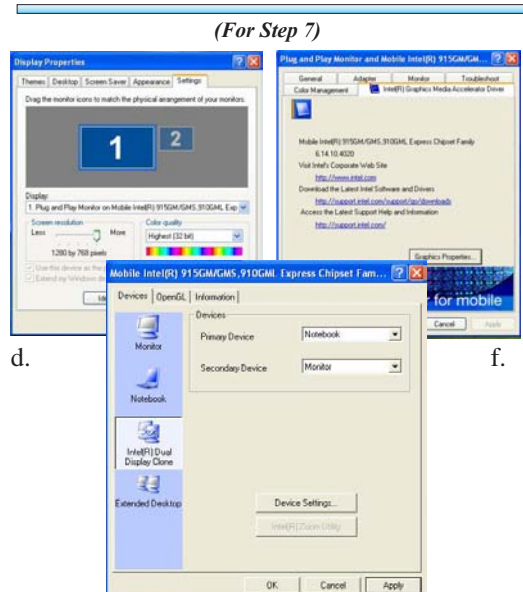 (For Step 7)
Display Properties
Themes Desktop Screen Saver Appearance Settings
Drag the monitor icons to match the physical arrangement of your monitors.
1 2
Display:
1. Plug and Play Monitor on Mobile Intel(R) 915GM/GMS,910GML Exp
Screen resolution
Less More
1280 by 768 pixels
Color quality
Highest (32 bit)
Use this device as the
Extend my Windows
Plug and Play Monitor and Mobile Intel(R) 915GM/GM...
General Adapter Monitor Troubleshoot
Color Management Intel(R) Graphics Media Accelerator Driver
Mobile Intel(R) 915GM/GMS,910GML Express Chipset Family
6.14.10.4020
Visit Intel's Corporate Web Site
http://www.intel.com
Download the Latest Intel Software and Drivers
http://support.intel.com/support/go/downloads
Access the Latest Support Help and Information
http://support.intel.com/
Graphics Properties...
for mobile
Cancel Apply
d.
f.
Mobile Intel(R) 915GM/GMS,910GML Express Chipset Fam...
Devices OpenGL Information
Monitor
Notebook
Intel(R) Dual
Display Clone
Extended Desktop
Devices
Primary Device Notebook
Secondary Device Monitor
Device Settings...
Intel(R) Zoom Utility
OK Cancel Apply